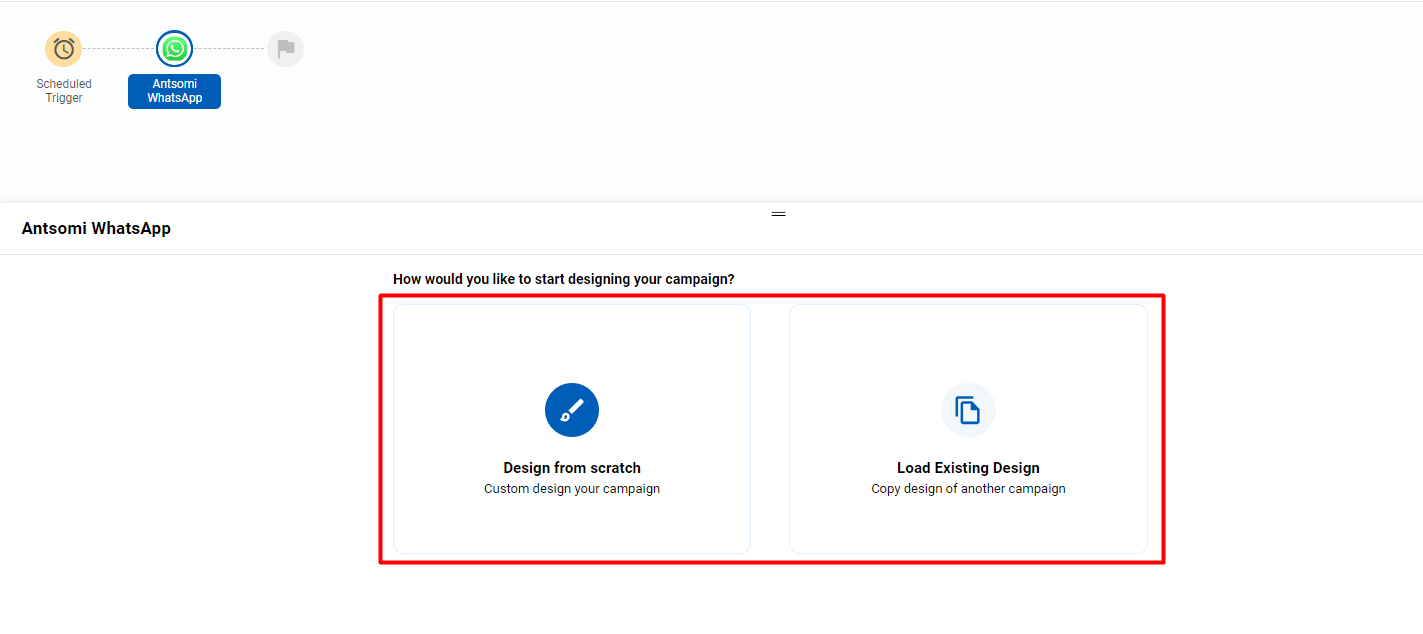 Scheduled
Trigger
Antsomi
WhatsApp
Antsomi WhatsApp
How would you like to start designing your campaign?
Design from scratch
Custom design your campaign
Load Existing Design
Copy design of another campaign